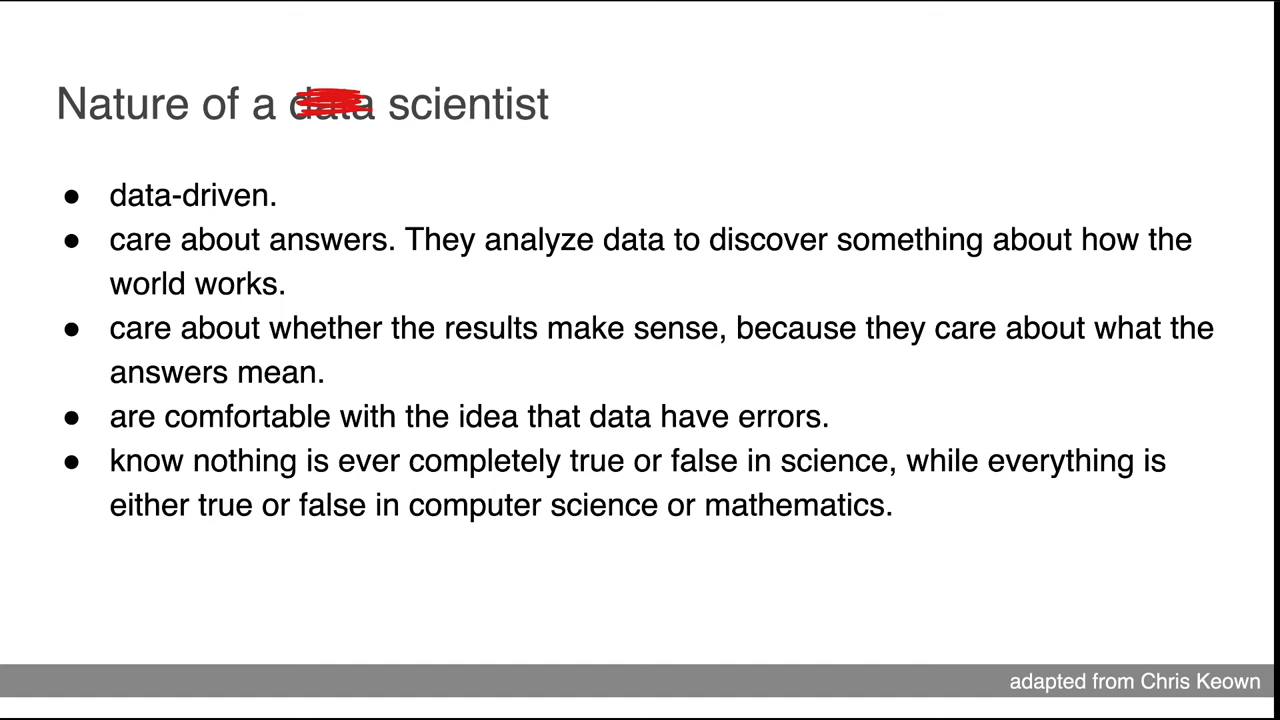 Nature of a data scientist
● data-driven.
● care about answers. They analyze data to discover something about how the
world works.
● care about whether the results make sense, because they care about what the
answers mean.
● are comfortable with the idea that data have errors.
● know nothing is ever completely true or false in science, while everything is
either true or false in computer science or mathematics.
adapted from Chris Keown